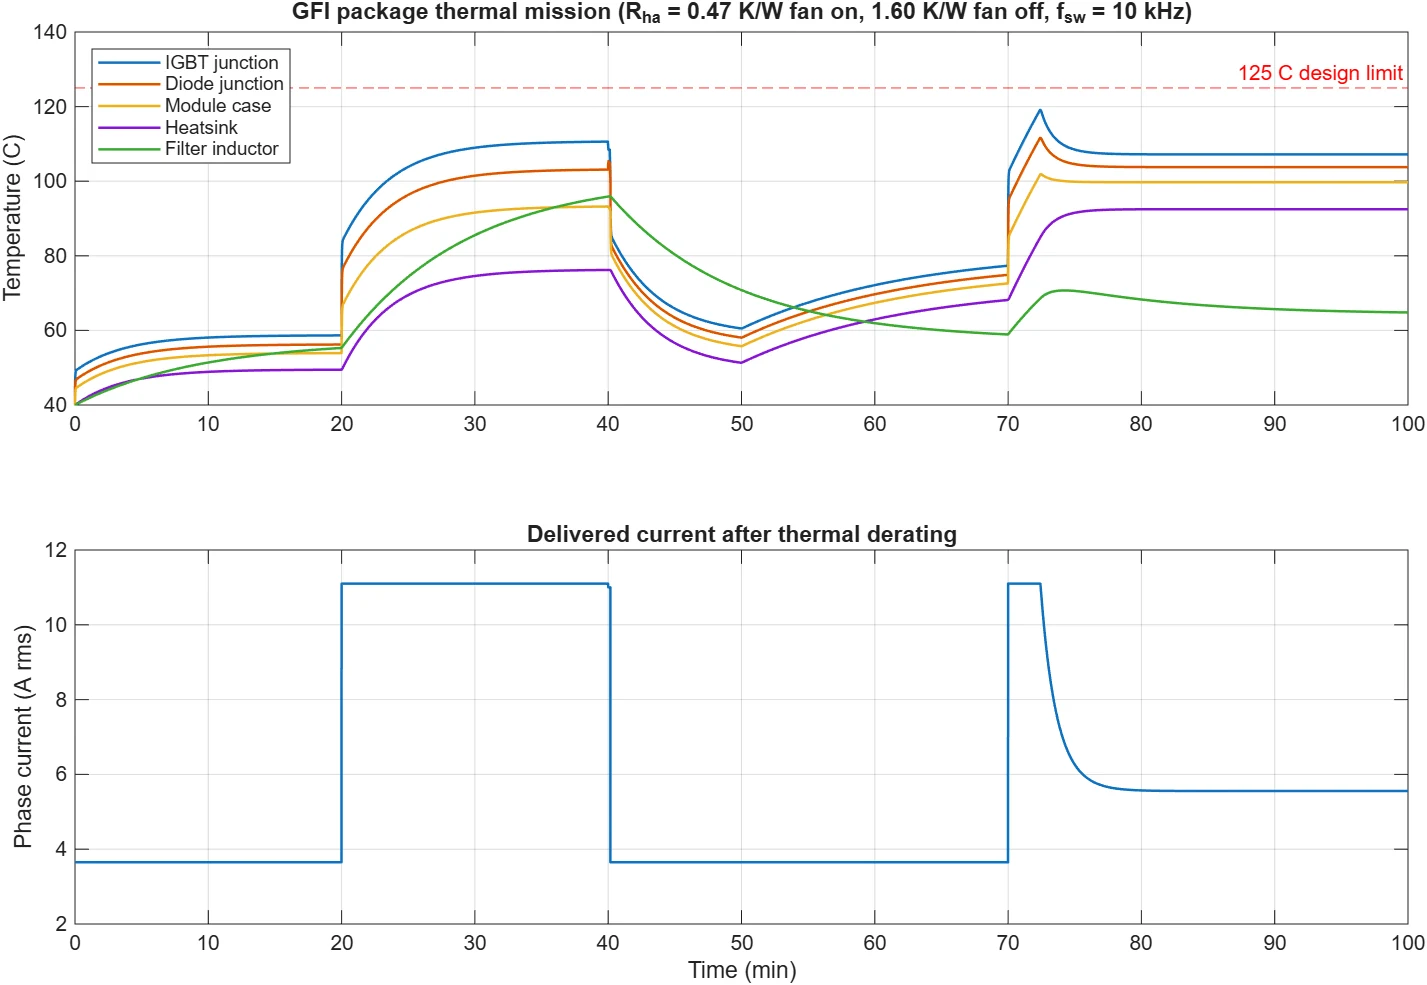 GFI package thermal mission (Rha = 0.47 K/W fan on, 1.60 K/W fan off, fsw = 10 kHz)
140
120
100
80
60
40
Temperature (C)
IGBT junction
Diode junction
Module case
Heatsink
Filter inductor
125 C design limit
0 10 20 30 40 50 60 70 80 90 100
Delivered current after thermal derating
12
10
8
6
4
2
Phase current (A rms)
0 10 20 30 40 50 60 70 80 90 100
Time (min)